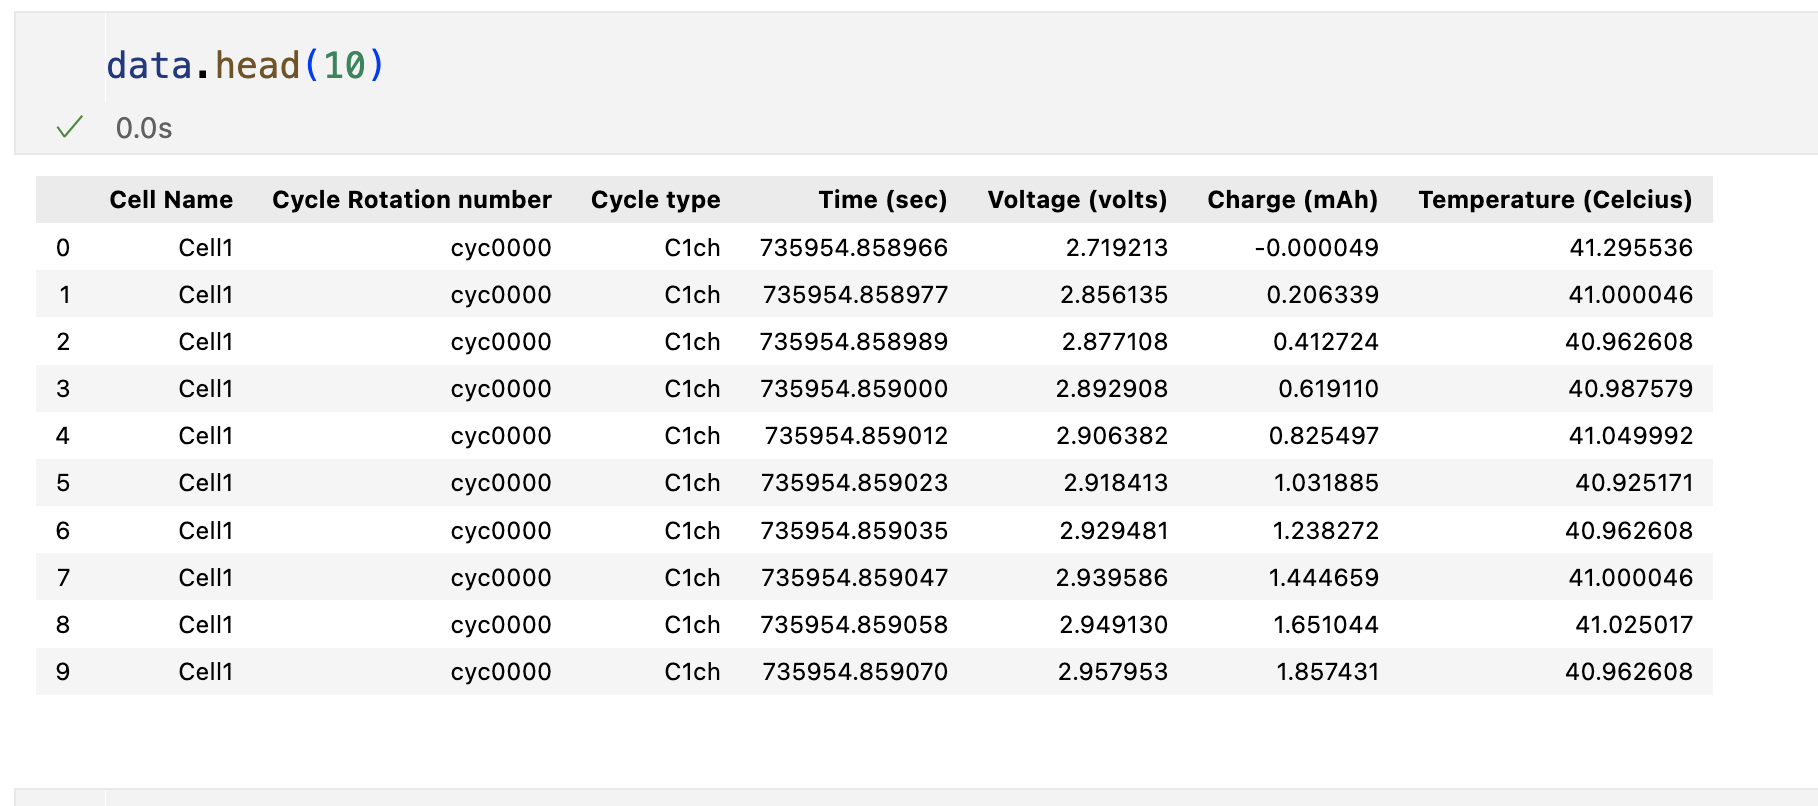 data.head(10)
0.0s
Cell Name Cycle Rotation number Cycle type Time (sec) Voltage (volts) Charge (mAh) Temperature (Celcius)
0 Cell1 cyc0000 C1ch 735954.858966 2.719213 -0.000049 41.295536
1 Cell1 cyc0000 C1ch 735954.858977 2.856135 0.206339 41.000046
2 Cell1 cyc0000 C1ch 735954.858989 2.877108 0.412724 40.962608
3 Cell1 cyc0000 C1ch 735954.859000 2.892908 0.619110 40.987579
4 Cell1 cyc0000 C1ch 735954.859012 2.906382 0.825497 41.049992
5 Cell1 cyc0000 C1ch 735954.859023 2.918413 1.031885 40.925171
6 Cell1 cyc0000 C1ch 735954.859035 2.929481 1.238272 40.962608
7 Cell1 cyc0000 C1ch 735954.859047 2.939586 1.444659 41.000046
8 Cell1 cyc0000 C1ch 735954.859058 2.949130 1.651044 41.025017
9 Cell1 cyc0000 C1ch 735954.859070 2.957953 1.857431 40.962608